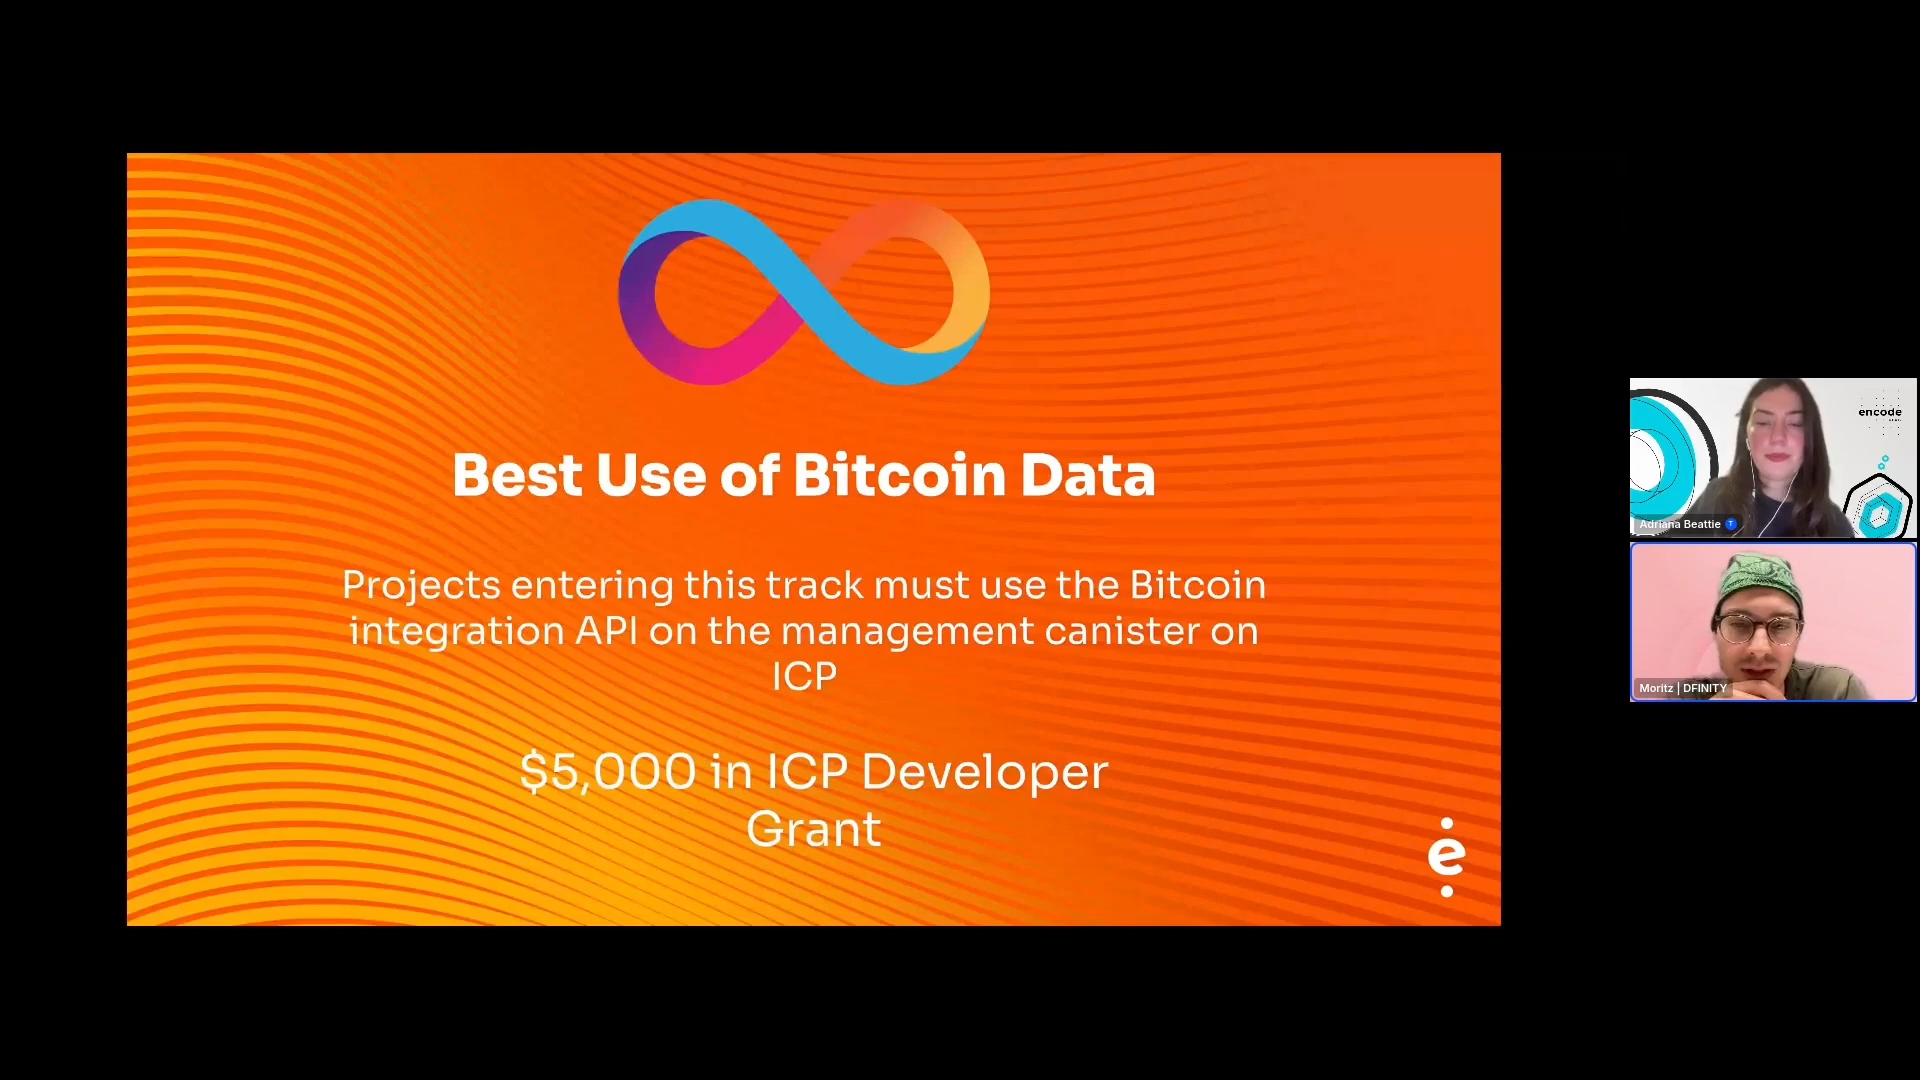 Best Use of Bitcoin Data
Projects entering this track must use the Bitcoin
integration API on the management canister on
ICP
$5,000 in ICP Developer
Grant
e
encode
Adriana Beattie T
Moritz | DFINITY